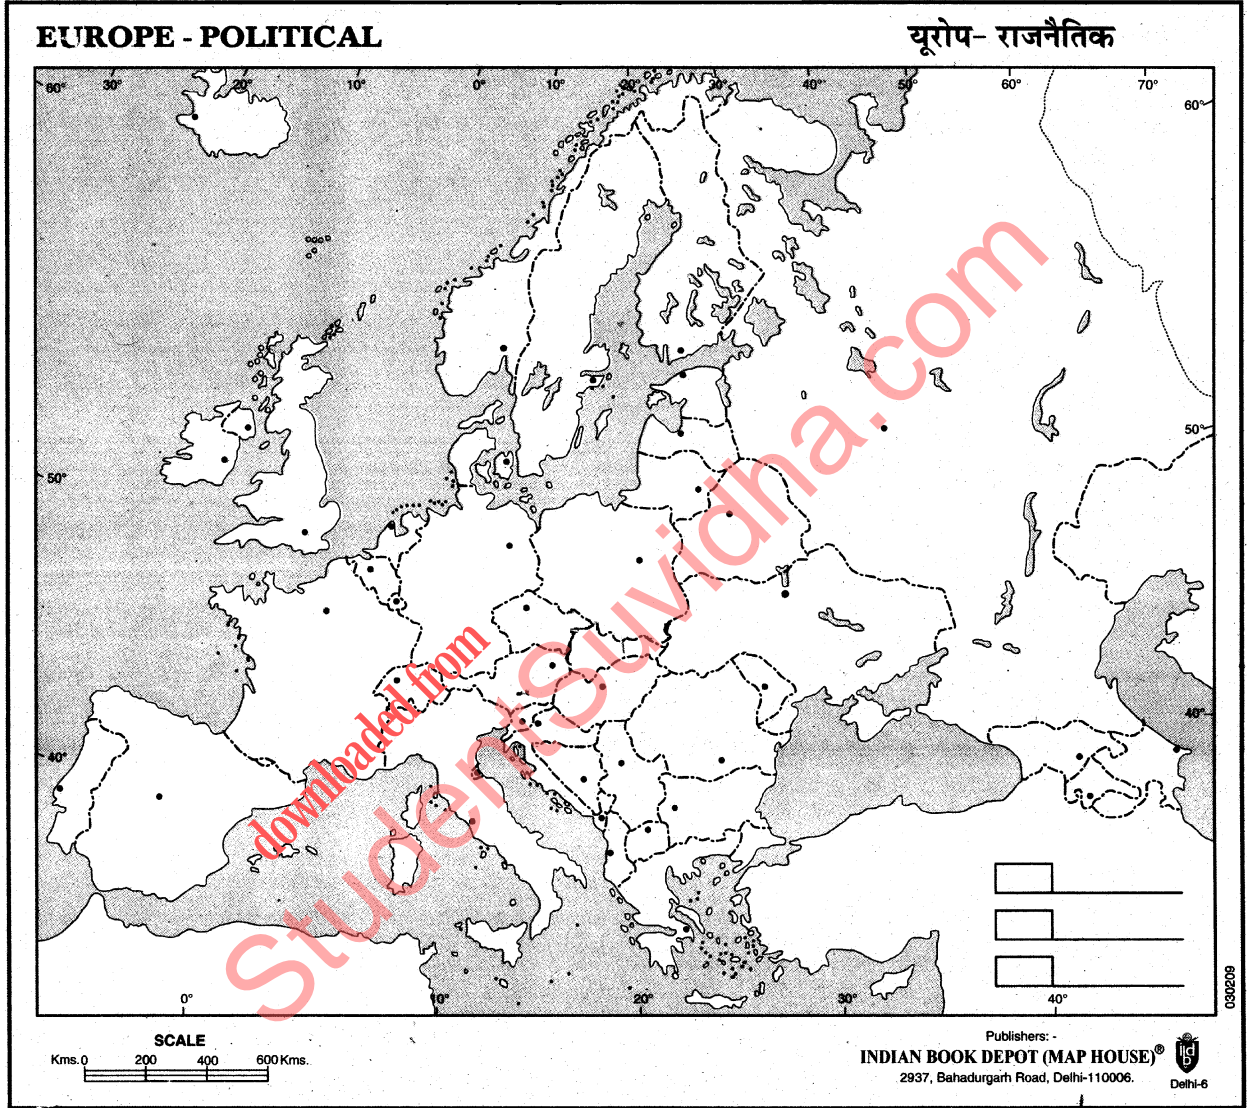 EUROPE - POLITICAL
यूरोप- राजनैतिक
60° 30° 20° 10° 0° 10° 20° 30° 40° 50° 60° 70°
60°
50°
50°
40°
40°
downloaded from
StudentSuvidha.com
0° 10° 20° 30° 40°
030209
SCALE
Kms. 0 200 400 600 Kms.
Publishers: -
INDIAN BOOK DEPOT (MAP HOUSE)®
2937, Bahadurgarh Road, Delhi-110006.
Delhi-6